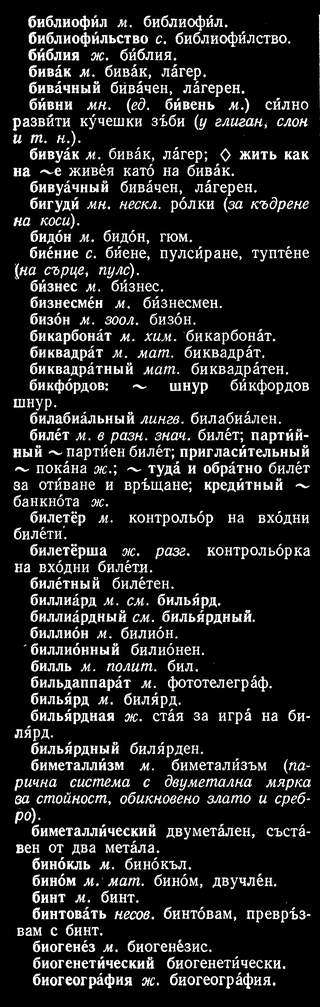 библиофи́л м. библиофи́л.
библиофи́льство с. библиофи́лство.
би́блия ж. би́блия.
бива́к м. бива́к, ла́гер.
бива́чный бива́чен, ла́герен.
би́вни мн. (ед. би́вень м.) си́лно
разви́ти ку́чешки зъ́би (у глиган, слон
и т. н.).
бивуа́к м. бива́к, ла́гер; ◊ жить как
на ~е живе́я като́ на бива́к.
бивуа́чный бива́чен, ла́герен.
бигуди́ мн. нескл. ро́лки (за къдрене
на коси).
бидо́н м. бидо́н, гюм.
бие́ние с. би́ене, пулси́ране, тупте́не
(на сърце, пулс).
би́знес м. би́знес.
бизнесме́н м. би́знесмен.
бизо́н м. зоол. бизо́н.
бикарбона́т м. хим. бикарбона́т.
биквадра́т м. мат. биквадра́т.
биквадра́тный мат. биквадра́тен.
бикфо́рдов: ~ шнур би́кфордов
шнур.
билабиа́льный лингв. билабиа́лен.
биле́т м. в разн. знач. биле́т; парти́й-
ный ~ парти́ен биле́т; пригласи́тельный
~ пока́на ж.; ~ туда́ и обра́тно биле́т
за оти́ване и връ́щане; креди́тный ~
банкно́та ж.
билетёр м. контрольо́р на вхо́дни
биле́ти.
билетёрша ж. разг. контрольо́рка
на вхо́дни биле́ти.
биле́тный биле́тен.
биллиа́рд м. см. билья́рд.
биллиа́рдный см. билья́рдный.
биллио́н м. билио́н.
биллио́нный билио́нен.
билль м. полит. бил.
бильдаппара́т м. фототелегра́ф.
билья́рд м. биля́рд.
билья́рдная ж. ста́я за игра́ на би-
ля́рд.
билья́рдный биля́рден.
биметалли́зм м. биметали́зъм (па-
рична система с двуметална мярка
за стойност, обикновено злато и среб-
ро).
биметалли́ческий двумета́лен, съста́-
вен от два мета́ла.
бино́кль м. бино́къл.
бино́м м. мат. бино́м, двучле́н.
бинт м. бинт.
бинтова́ть несов. бинто́вам, превръ́з-
вам с бинт.
биогене́з м. биогене́зис.
биогенети́ческий биогенети́чески.
биогеогра́фия ж. биогеогра́фия.